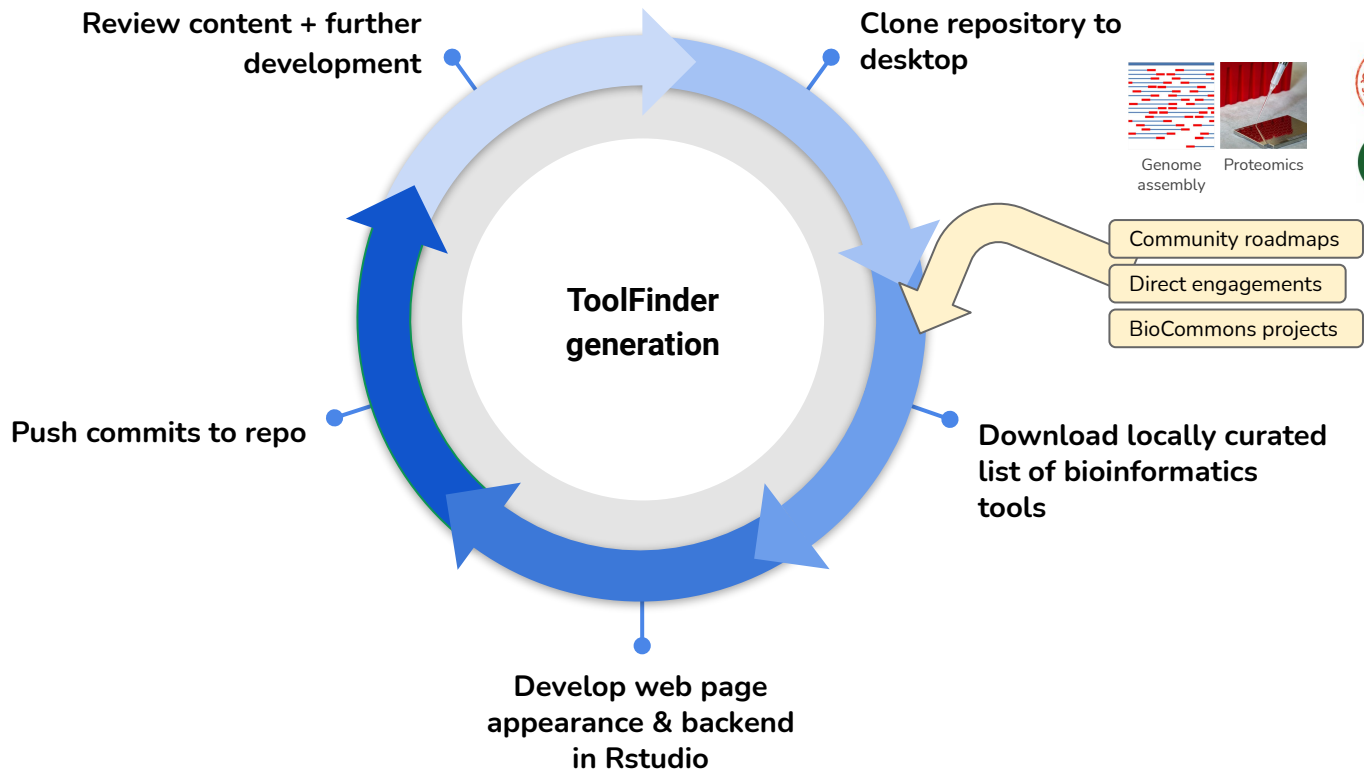 Review content + further
development
Clone repository to
desktop
Genome
assembly
Proteomics
Community roadmaps
Direct engagements
BioCommons projects
ToolFinder
generation
Push commits to repo
Download locally curated
list of bioinformatics
tools
Develop web page
appearance & backend
in Rstudio